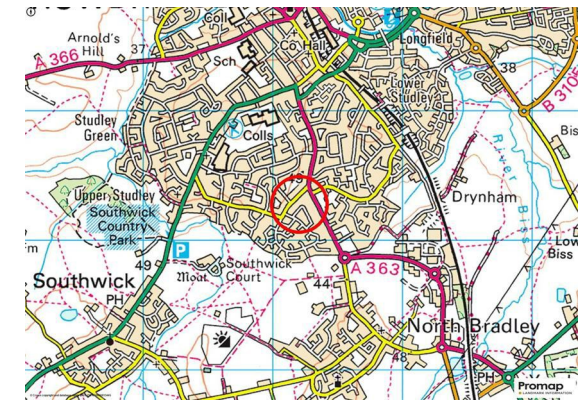 Coll
Longfield
Arnold's
Hill
37
Co Hall
A 366
Sch
38
Lower
Studley
B 310
Studley
Green
Colls
River Biss
Upper Studley
Southwick
Country
Park
Drynham
P
Low
Biss
49
Southwick
Court
Moat
A 363
Southwick
44
PH
North Bradley
48
PH
Promap
LANDMARK INFORMATION